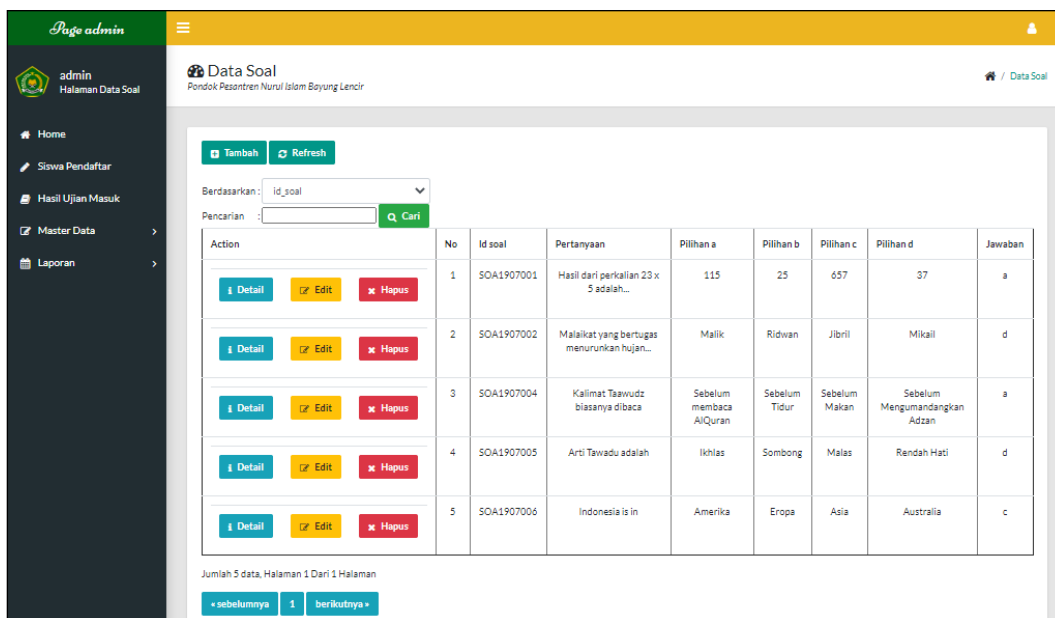 Page admin
admin
Halaman Data Soal
Home
Siswa Pendaftar
Hasil Ujian Masuk
Master Data
Laporan
Data Soal
Pondok Pesantren Nurul Islam Bayung Lencir
/ Data Soal
Tambah Refresh
Berdasarkan : id_soal
Pencarian : Cari
Action No Id soal Pertanyaan Pilihan a Pilihan b Pilihan c Pilihan d Jawaban
Detail Edit Hapus 1 SOA1907001 Hasil dari perkalian 23 x 115 25 657 37 a
5 adalah...
Detail Edit Hapus 2 SOA1907002 Malaikat yang bertugas Malik Ridwan Jibril Mikail d
menurunkan hujan...
Detail Edit Hapus 3 SOA1907004 Kalimat Taawudz Sebelum Sebelum Sebelum Sebelum a
biasanya dibaca membaca Tidur Makan Mengumandangkan
AlQuran Adzan
Detail Edit Hapus 4 SOA1907005 Arti Tawadu adalah Ikhlas Sombong Malas Rendah Hati d
Detail Edit Hapus 5 SOA1907006 Indonesia is in Amerika Eropa Asia Australia c
Jumlah 5 data, Halaman 1 Dari 1 Halaman
« sebelumnya 1 berikutnya »